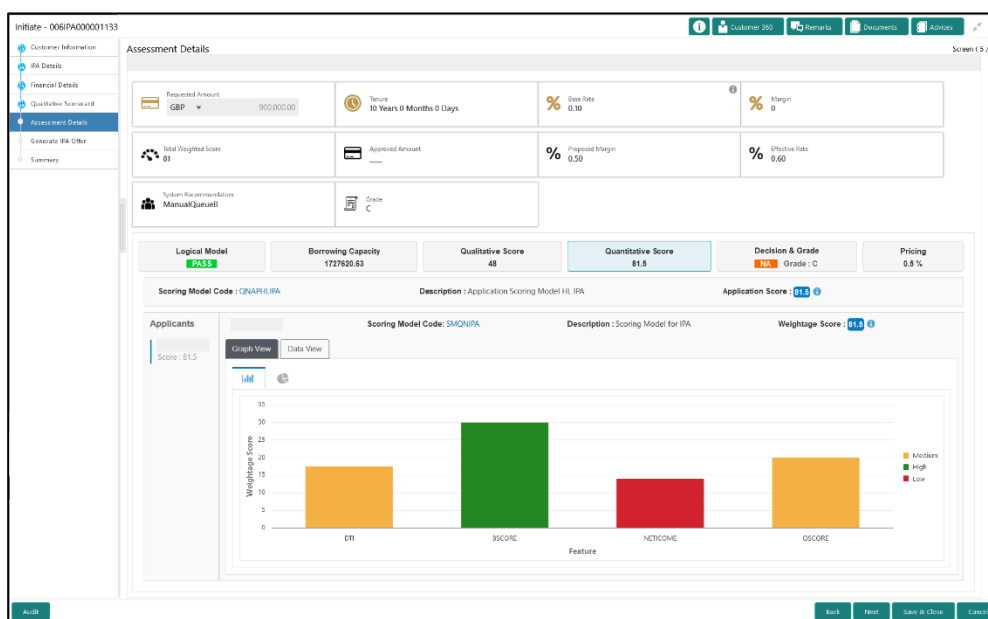 Initiate - 006IPA000001133
Customer 360
Remarks
Documents
Advices
Customer Information
IPA Details
Financial Details
Qualitative Scorecard
Assessment Details
Generate IPA Offer
Summary
Assessment Details
Screen ( 5 /
Requested Amount
GBP 900,000.00
Tenure
10 Years 0 Months 0 Days
Base Rate
0.10
Margin
0
Total Weighted Score
81
Approved Amount
Proposed Margin
0.50
Effective Rate
0.60
System Recommendation
ManualQueueB
Grade
C
Logical Model
PASS
Borrowing Capacity
1727620.63
Qualitative Score
48
Quantitative Score
81.5
Decision & Grade
NA Grade : C
Pricing
0.5 %
Scoring Model Code : QNAPHLIPA
Description : Application Scoring Model HL IPA
Application Score : 81.5
Applicants
Score : 81.5
Scoring Model Code: SMQNIPA
Description : Scoring Model for IPA
Weightage Score : 81.5
Graph View
Data View
35
30
25
20
15
10
5
0
Weightage Score
DTI
BSCORE
NETICOME
QSCORE
Feature
Medium
High
Low
Audit
Back
Next
Save & Close
Cancel